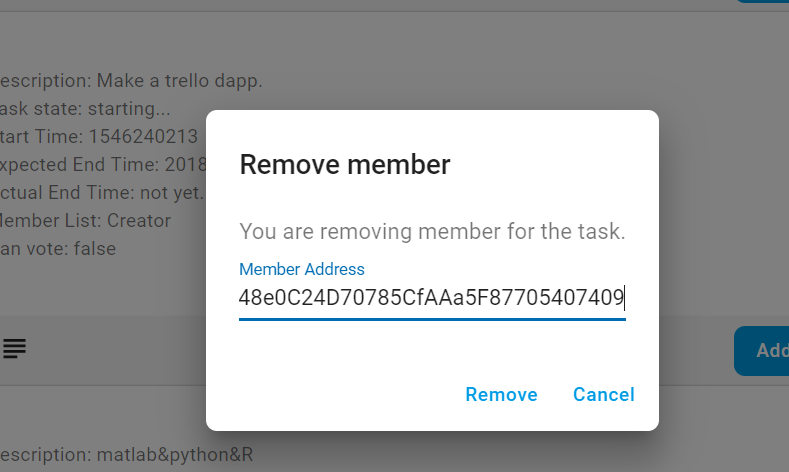 escription: Make a trello dapp.
ask state: starting...
tart Time: 1546240213
xpected End Time: 2018
ctual End Time: not yet.
Member List: Creator
an vote: false
Remove member
You are removing member for the task.
Member Address
48e0C24D70785CfAAa5F87705407409
Remove Cancel
Add
escription: matlab&python&R